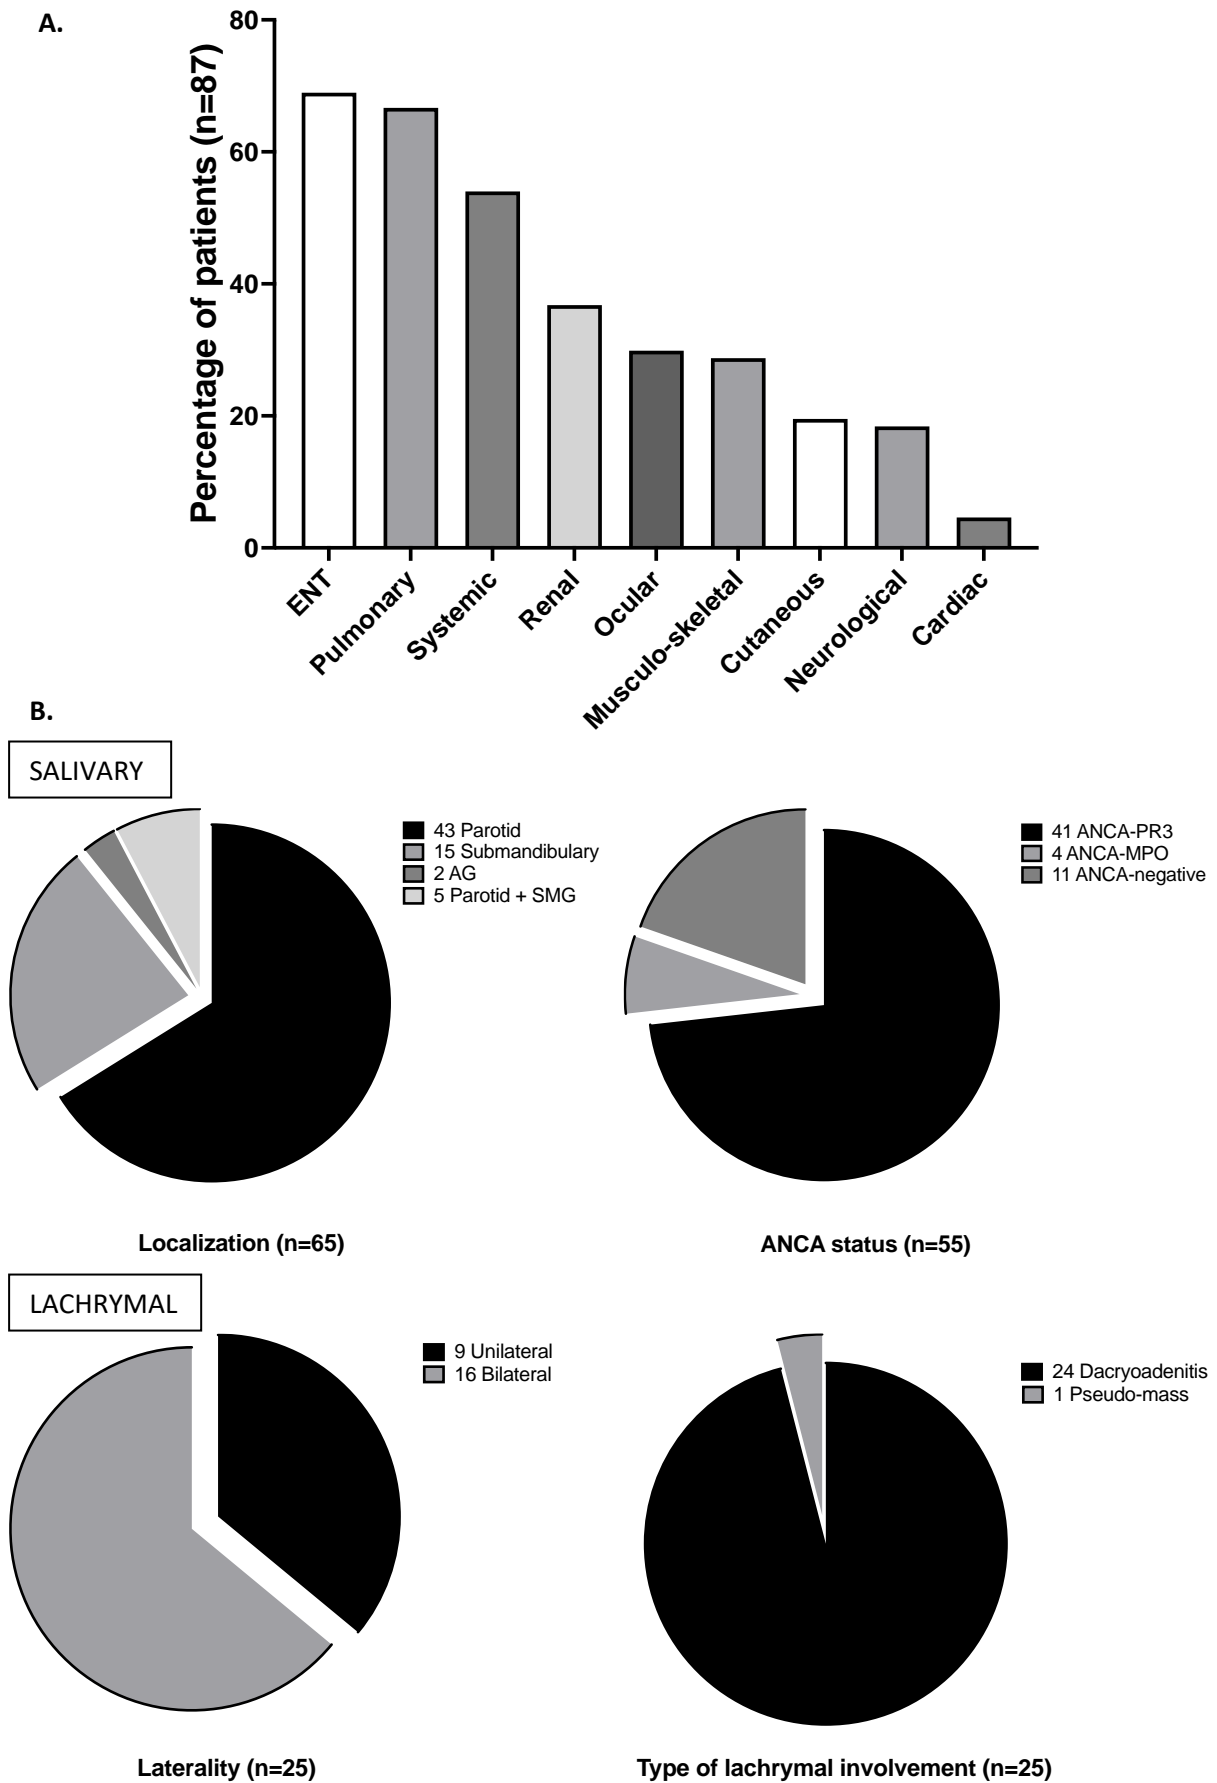 A.
Percentage of patients (n=87)
80
60
40
20
0
ENT
Pulmonary
Systemic
Renal
Ocular
Musculo-skeletal
Cutaneous
Neurological
Cardiac
B.
SALIVARY
43 Parotid
15 Submandibulary
2 AG
5 Parotid + SMG
41 ANCA-PR3
4 ANCA-MPO
11 ANCA-negative
Localization (n=65)
ANCA status (n=55)
LACHRYMAL
9 Unilateral
16 Bilateral
24 Dacryoadenitis
1 Pseudo-mass
Laterality (n=25)
Type of lachrymal involvement (n=25)